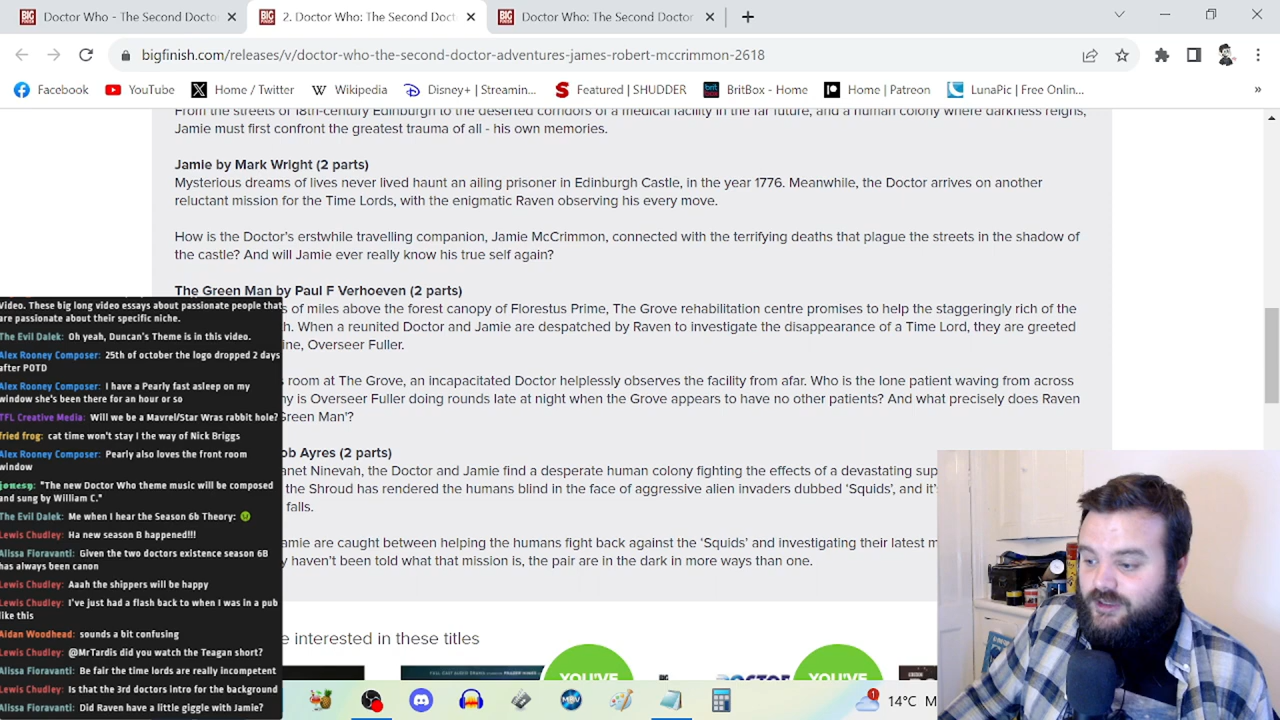 Doctor Who - The Second Doctor
2. Doctor Who: The Second Doct
Doctor Who: The Second Doctor
bigfinish.com/releases/v/doctor-who-the-second-doctor-adventures-james-robert-mccrimmon-2618
Facebook YouTube Home / Twitter Wikipedia Disney+ | Streamin... Featured | SHUDDER BritBox - Home Home | Patreon LunaPic | Free Onlin... »
From the streets of 18th-century Edinburgh to the deserted corridors of a medical facility in the far future, and a human colony where darkness reigns,
Jamie must first confront the greatest trauma of all - his own memories.
Jamie by Mark Wright (2 parts)
Mysterious dreams of lives never lived haunt an ailing prisoner in Edinburgh Castle, in the year 1776. Meanwhile, the Doctor arrives on another
reluctant mission for the Time Lords, with the enigmatic Raven observing his every move.
How is the Doctor's erstwhile travelling companion, Jamie McCrimmon, connected with the terrifying deaths that plague the streets in the shadow of
the castle? And will Jamie ever really know his true self again?
The Green Man by Paul F Verhoeven (2 parts)
s of miles above the forest canopy of Florestus Prime, The Grove rehabilitation centre promises to help the staggeringly rich of the
h. When a reunited Doctor and Jamie are despatched by Raven to investigate the disappearance of a Time Lord, they are greeted
ine, Overseer Fuller.
s room at The Grove, an incapacitated Doctor helplessly observes the facility from afar. Who is the lone patient waving from across
ny is Overseer Fuller doing rounds late at night when the Grove appears to have no other patients? And what precisely does Raven
Green Man'?
ob Ayres (2 parts)
anet Ninevah, the Doctor and Jamie find a desperate human colony fighting the effects of a devastating sup
the Shroud has rendered the humans blind in the face of aggressive alien invaders dubbed 'Squids', and it's
falls.
amie are caught between helping the humans fight back against the 'Squids' and investigating their latest m
y haven't been told what that mission is, the pair are in the dark in more ways than one.
e interested in these titles
YOU'VE
DOCTOR
YOU'VE
Video. These big long video essays about passionate people that
are passionate about their specific niche.
The Evil Dalek: Oh yeah, Duncan's Theme is in this video.
Alex Rooney Composer: 25th of october the logo dropped 2 days
after POTD
Alex Rooney Composer: I have a Pearly fast asleep on my
window she's been there for an hour or so
TFL Creative Media: Will we be a Mavrel/Star Wras rabbit hole?
fried frog: cat time won't stay I the way of Nick Briggs
Alex Rooney Composer: Pearly also loves the front room
window
jonesy: "The new Doctor Who theme music will be composed
and sung by William C."
The Evil Dalek: Me when I hear the Season 6b Theory: 🤢
Lewis Chudley: Ha new season B happened!!!
Alissa Fioravanti: Given the two doctors existence season 6B
has always been canon
Lewis Chudley: Aaah the shippers will be happy
Lewis Chudley: I've just had a flash back to when I was in a pub
like this
Aidan Woodhead: sounds a bit confusing
Lewis Chudley: @MrTardis did you watch the Teagan short?
Alissa Fioravanti: Be fair the time lords are really incompetent
Lewis Chudley: Is that the 3rd doctors intro for the background
Alissa Fioravanti: Did Raven have a little giggle with Jamie?
1
14°C M